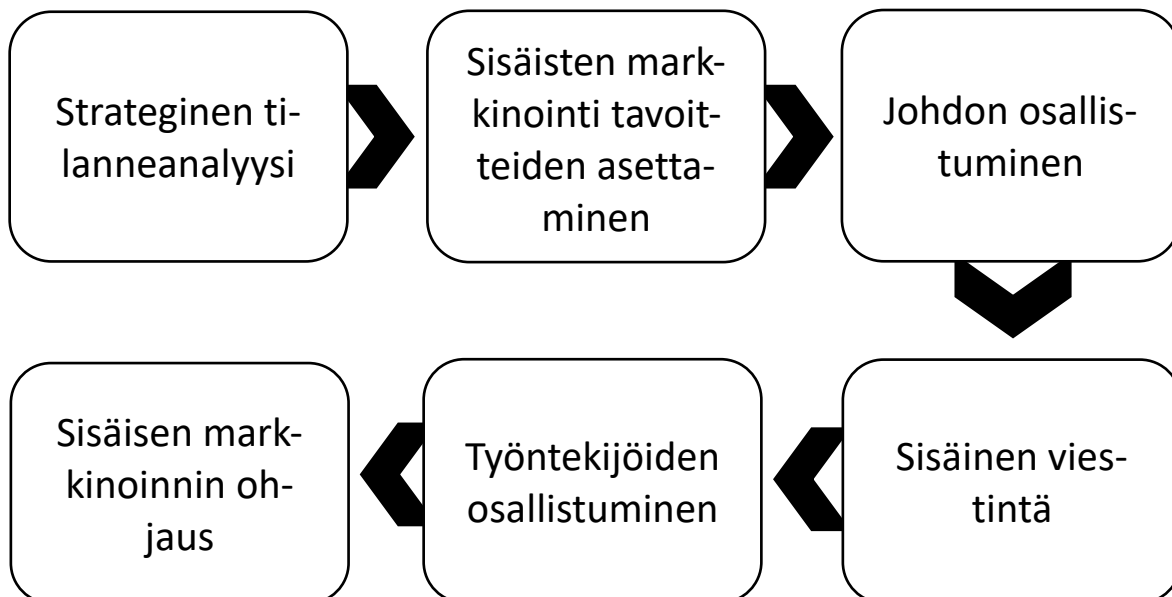 Strateginen ti-
lanneanalyysi
Sisäisten mark-
kinointi tavoit-
teiden asetta-
minen
Johdon osallis-
tuminen
Sisäinen vies-
tintä
Työntekijöiden
osallistuminen
Sisäisen mark-
kinoinnin oh-
jaus